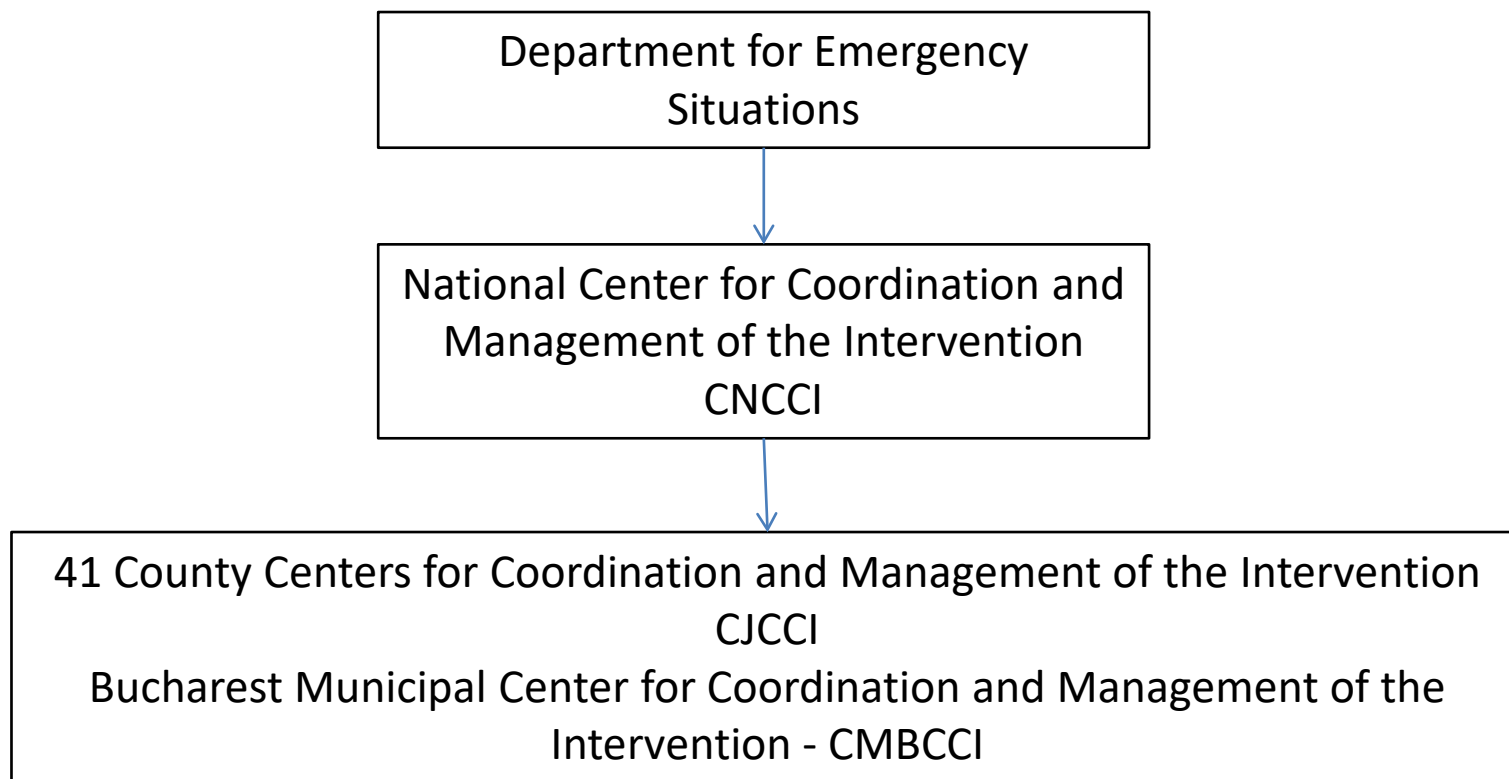 Department for Emergency
Situations
National Center for Coordination and
Management of the Intervention
CNCCI
41 County Centers for Coordination and Management of the Intervention
CJCCI
Bucharest Municipal Center for Coordination and Management of the
Intervention - CMBCCI